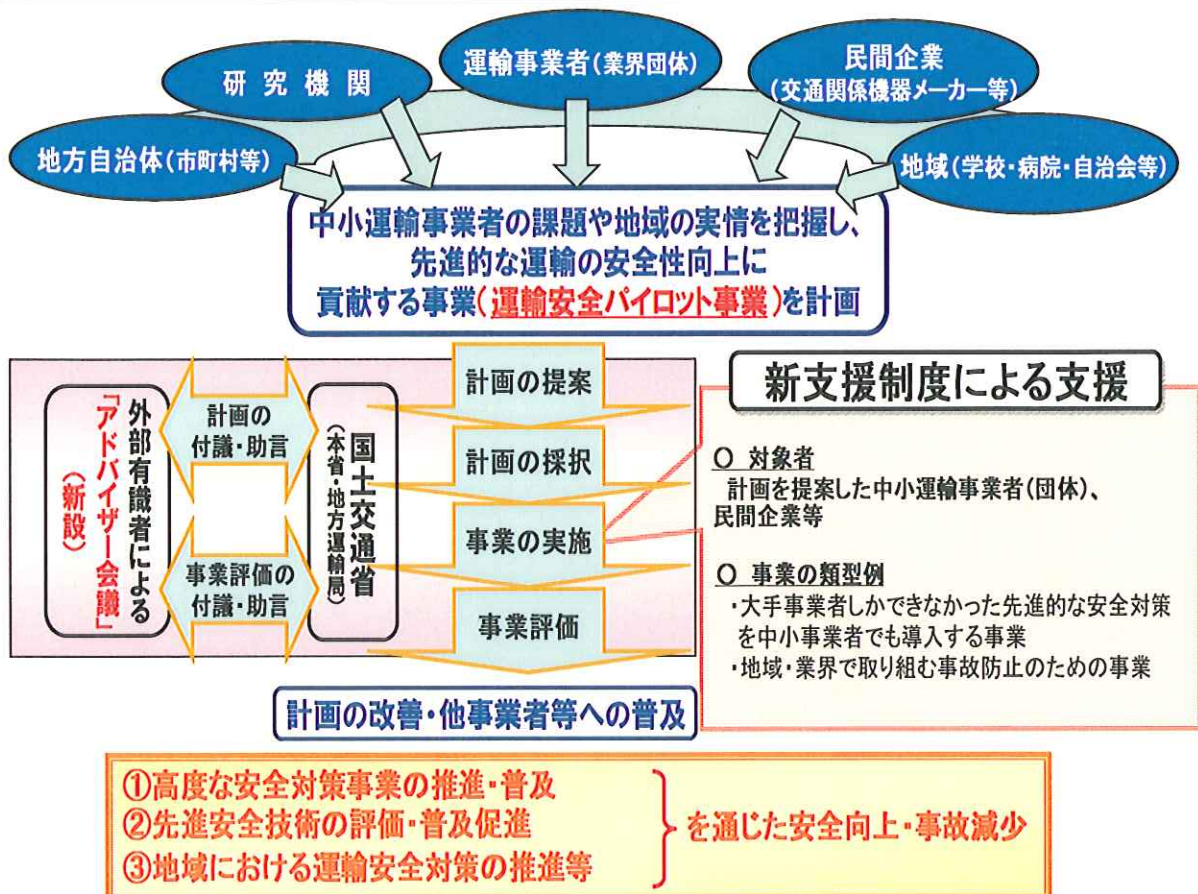 運輸事業者(業界団体)
研究機関
民間企業
(交通関係機器メーカー等)
地方自治体(市町村等)
地域(学校・病院・自治会等)
中小運輸事業者の課題や地域の実情を把握し、
先進的な運輸の安全性向上に
貢献する事業(運輸安全パイロット事業)を計画
外部有識者による
「アドバイザー会議」
(新設)
計画の
付議・助言
事業評価の
付議・助言
国土交通省
(本省・地方運輸局)
計画の提案
計画の採択
事業の実施
事業評価
新支援制度による支援
○ 対象者
計画を提案した中小運輸事業者(団体)、
民間企業等
○ 事業の類型例
・大手事業者しかできなかった先進的な安全対策
を中小事業者でも導入する事業
・地域・業界で取り組む事故防止のための事業
計画の改善・他事業者等への普及
①高度な安全対策事業の推進・普及
②先進安全技術の評価・普及促進
③地域における運輸安全対策の推進等
を通じた安全向上・事故減少